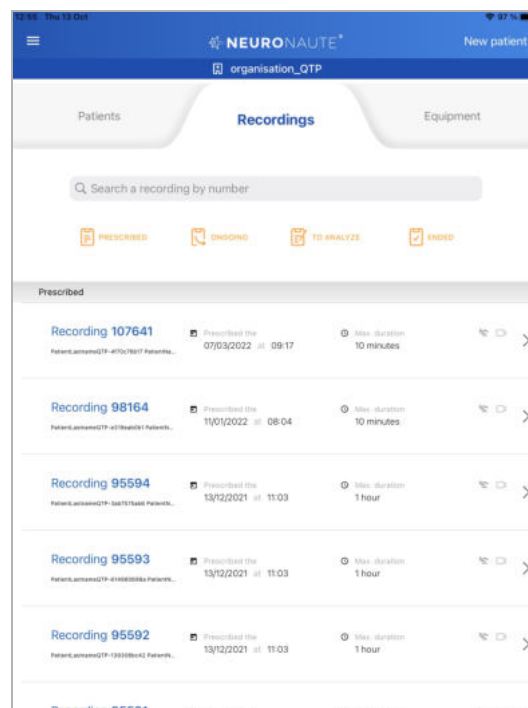 12:55 Thu 13 Oct 97 %
NEURONAUTE®
New patient
organisation_QTP
Patients
Recordings
Equipment
Search a recording by number
PRESCRIBED
ONGOING
TO ANALYZE
ENDED
Prescribed
Recording 107641
Prescribed the
07/03/2022 at 09:17
Max. duration
10 minutes
Recording 98164
Prescribed the
11/01/2022 at 08:04
Max. duration
10 minutes
Recording 95594
Prescribed the
13/12/2021 at 11:03
Max. duration
1 hour
Recording 95593
Prescribed the
13/12/2021 at 11:03
Max. duration
1 hour
Recording 95592
Prescribed the
13/12/2021 at 11:03
Max. duration
1 hour